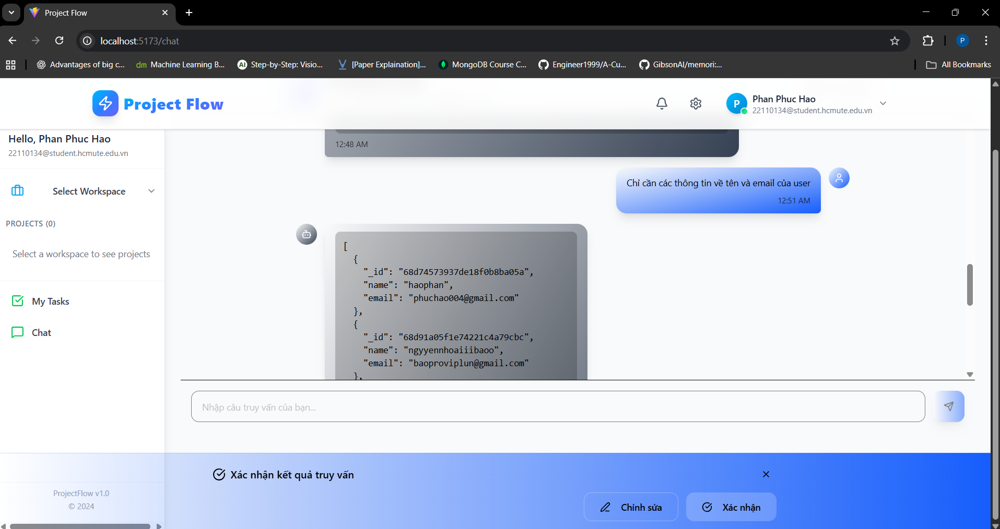 Project Flow
localhost:5173/chat
Advantages of big c...
dm Machine Learning B...
AI Step-by-Step: Visio...
[Paper Explaination]...
MongoDB Course C...
Engineer1999/A-Cu...
GibsonAI/memori:...
All Bookmarks
P
Project Flow
P
Phan Phuc Hao
22110134@student.hcmute.edu.vn
Hello, Phan Phuc Hao
22110134@student.hcmute.edu.vn
Select Workspace
PROJECTS (0)
Select a workspace to see projects
My Tasks
Chat
ProjectFlow v1.0
© 2024
12:48 AM
Chỉ cần các thông tin về tên và email của user
12:51 AM
[
{
"_id": "68d74573937de18f0b8ba05a",
"name": "haophan",
"email": "phuchao004@gmail.com"
},
{
"_id": "68d91a05f1e74221c4a79cbc",
"name": "ngyyennhoaiiibaoo",
"email": "baoproviplun@gmail.com"
},
Nhập câu truy vấn của bạn...
Xác nhận kết quả truy vấn
Chỉnh sửa
Xác nhận